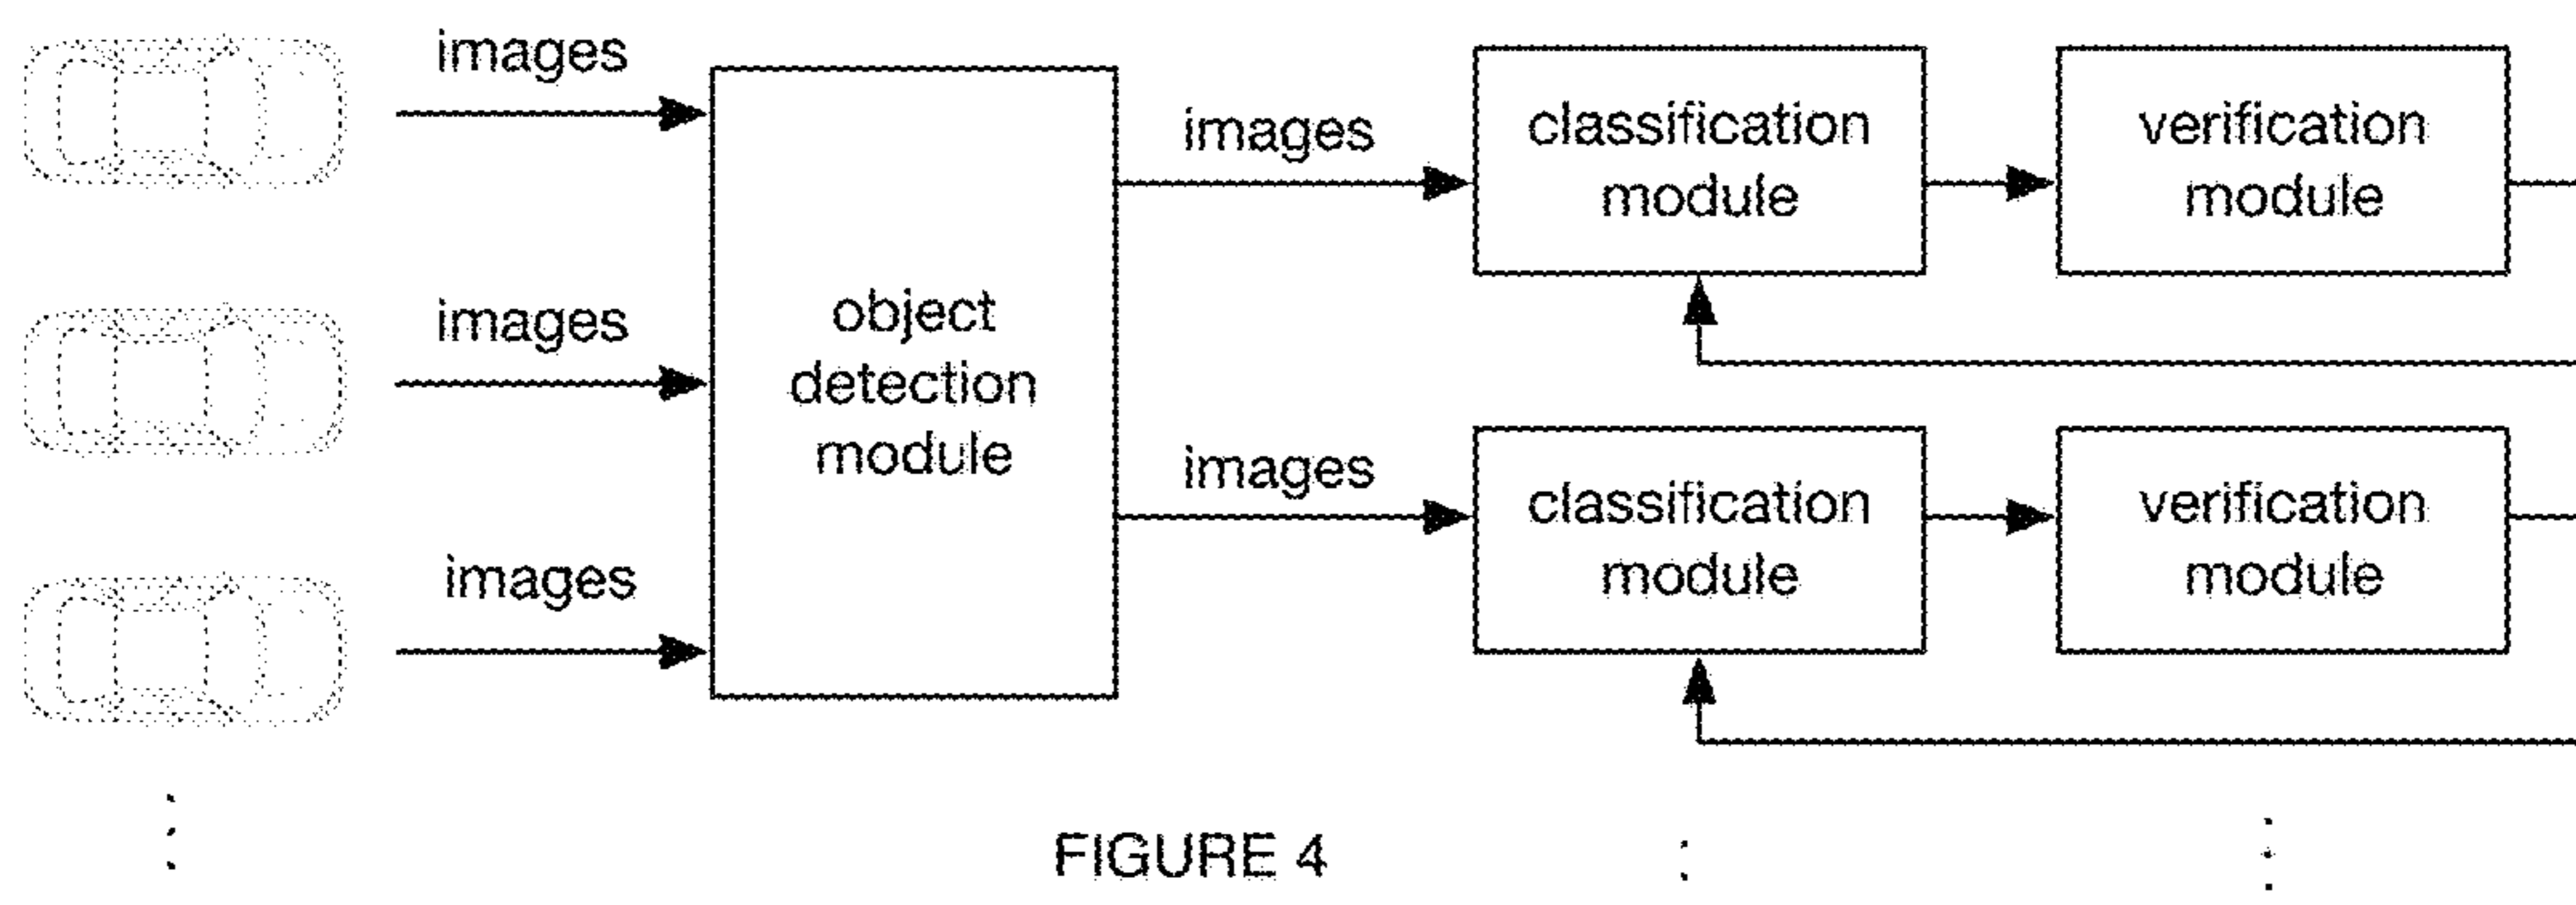 images
images
images
object
detection
module
images
images
classification
module
verification
module
classification
module
verification
module
FIGURE 4